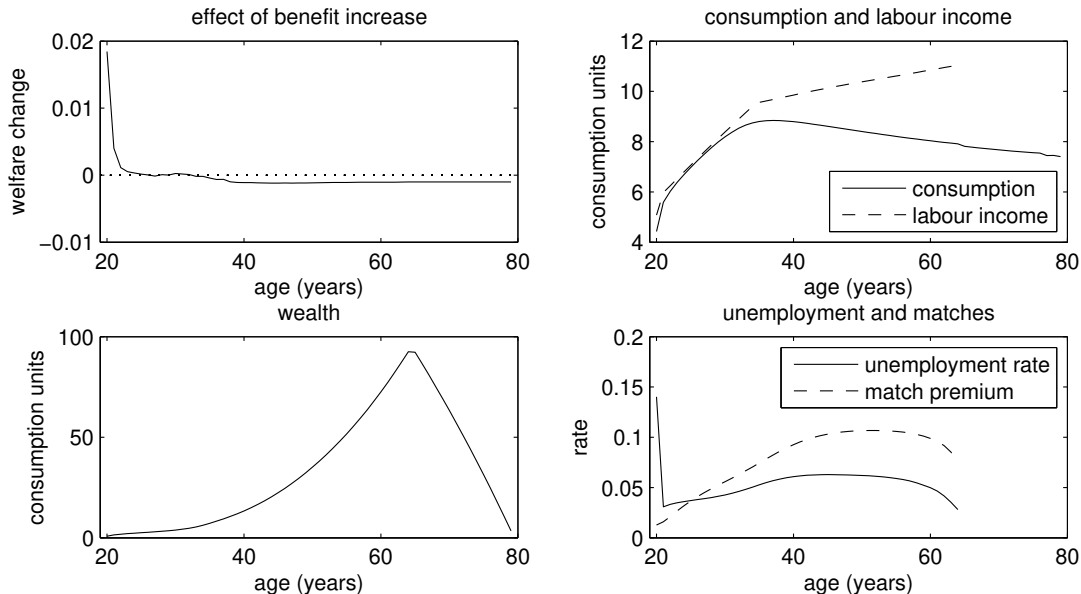 effect of benefit increase
0.02
0.01
0
−0.01
welfare change
20 40 60 80
age (years)
consumption and labour income
12
10
8
6
4
consumption units
consumption
labour income
20 40 60 80
age (years)
wealth
100
50
0
consumption units
20 40 60 80
age (years)
unemployment and matches
0.2
0.15
0.1
0.05
0
rate
unemployment rate
match premium
20 40 60 80
age (years)